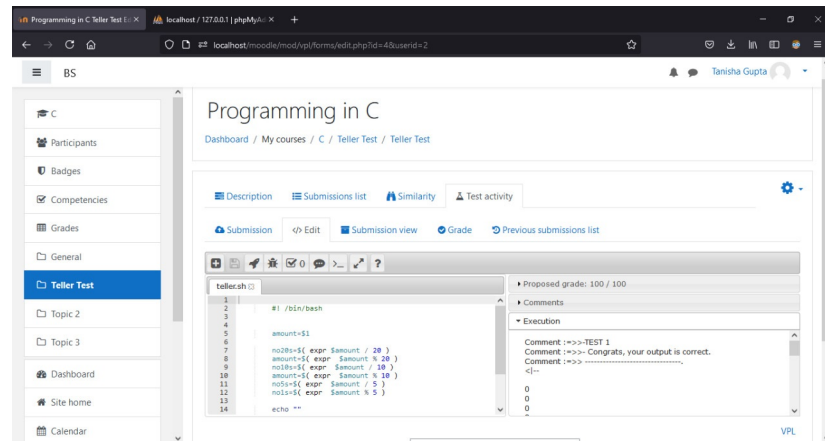 Programming in C Teller Test Ed
localhost / 127.0.0.1 | phpMyAd
localhost/moodle/mod/vpl/forms/edit.php?id=4&userid=2
BS
Tanisha Gupta
C
Participants
Badges
Competencies
Grades
General
Teller Test
Topic 2
Topic 3
Dashboard
Site home
Calendar
Programming in C
Dashboard / My courses / C / Teller Test / Teller Test
Description Submissions list Similarity Test activity
Submission </> Edit Submission view Grade Previous submissions list
0 >_ ?
teller.sh
1
2 #! /bin/bash
3
4
5 amount=$1
6
7 no20s=$( expr $amount / 20 )
8 amount=$( expr $amount % 20 )
9 no10s=$( expr $amount / 10 )
10 amount=$( expr $amount % 10 )
11 no5s=$( expr $amount / 5 )
12 no1s=$( expr $amount % 5 )
13
14 echo ""
Proposed grade: 100 / 100
Comments
Execution
Comment :=>>-TEST 1
Comment :=>>- Congrats, your output is correct.
Comment :=>> --------------------------------.
<|--
0
0
0
VPL